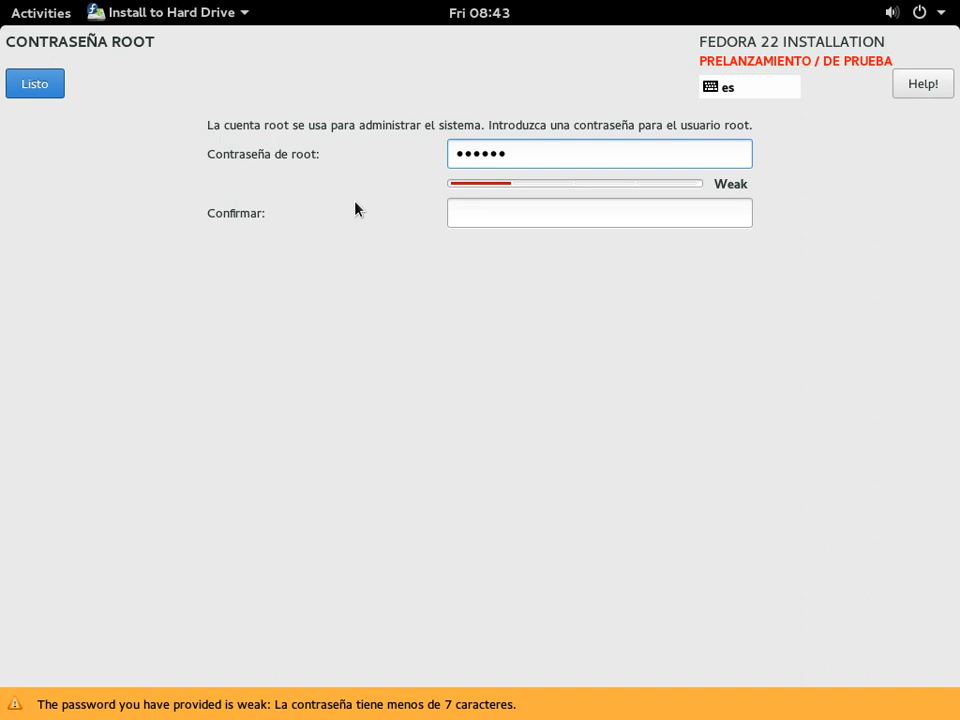 Activities Install to Hard Drive Fri 08:43
CONTRASEÑA ROOT
FEDORA 22 INSTALLATION
PRELANZAMIENTO / DE PRUEBA
Listo
es
Help!
La cuenta root se usa para administrar el sistema. Introduzca una contraseña para el usuario root.
Contraseña de root: ••••••
Weak
Confirmar:
The password you have provided is weak: La contraseña tiene menos de 7 caracteres.